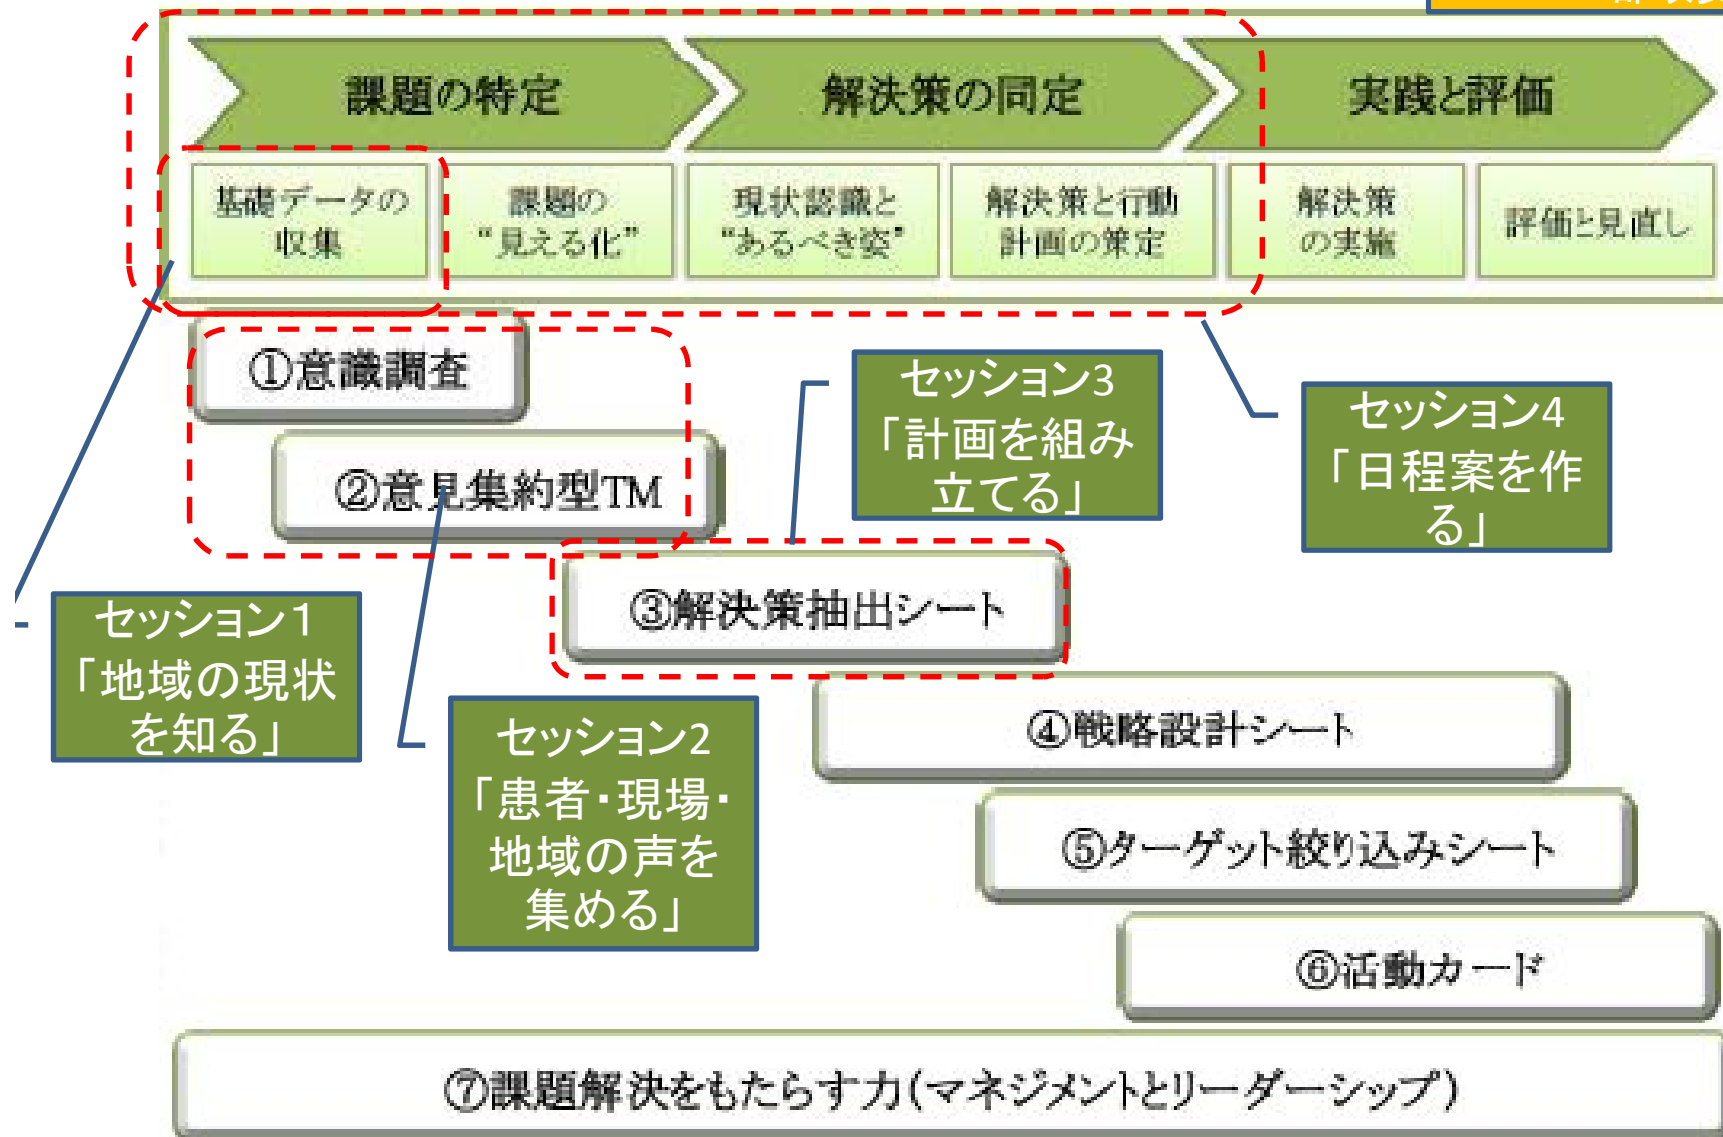 課題の特定
解決策の同定
実践と評価
基礎データの
収集
課題の
“見える化”
現状認識と
“あるべき姿”
解決策と行動
計画の策定
解決策
の実施
評価と見直し
①意識調査
②意見集約型TM
セッション3
「計画を組み
立てる」
セッション4
「日程案を作
る」
③解決策抽出シート
セッション1
「地域の現状
を知る」
セッション2
「患者・現場・
地域の声を
集める」
④戦略設計シート
⑤ターゲット絞り込みシート
⑥活動カード
⑦課題解決をもたらす力(マネジメントとリーダーシップ)